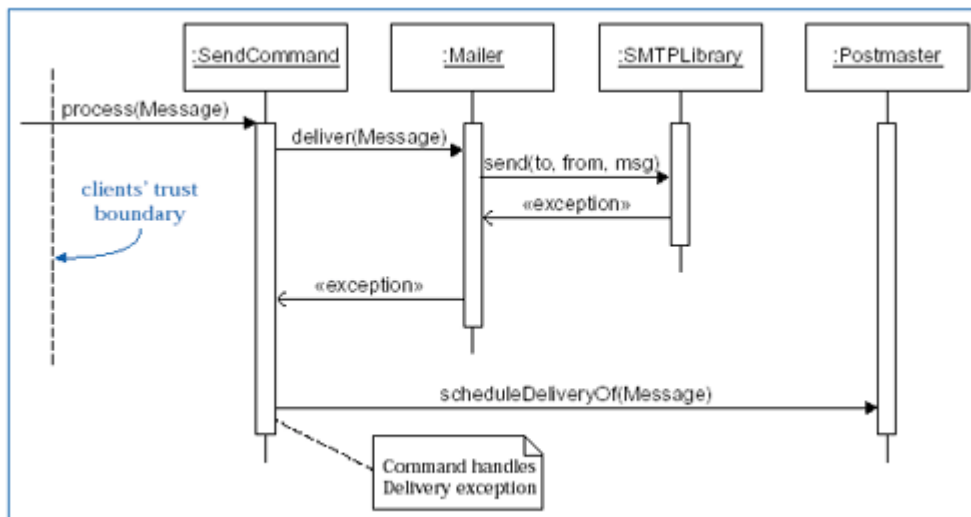 :SendCommand
:Mailer
:SMTPLibrary
:Postmaster
process(Message)
deliver(Message)
send(to, from, msg)
clients' trust
boundary
«exception»
«exception»
scheduleDeliveryOf(Message)
Command handles
Delivery exception